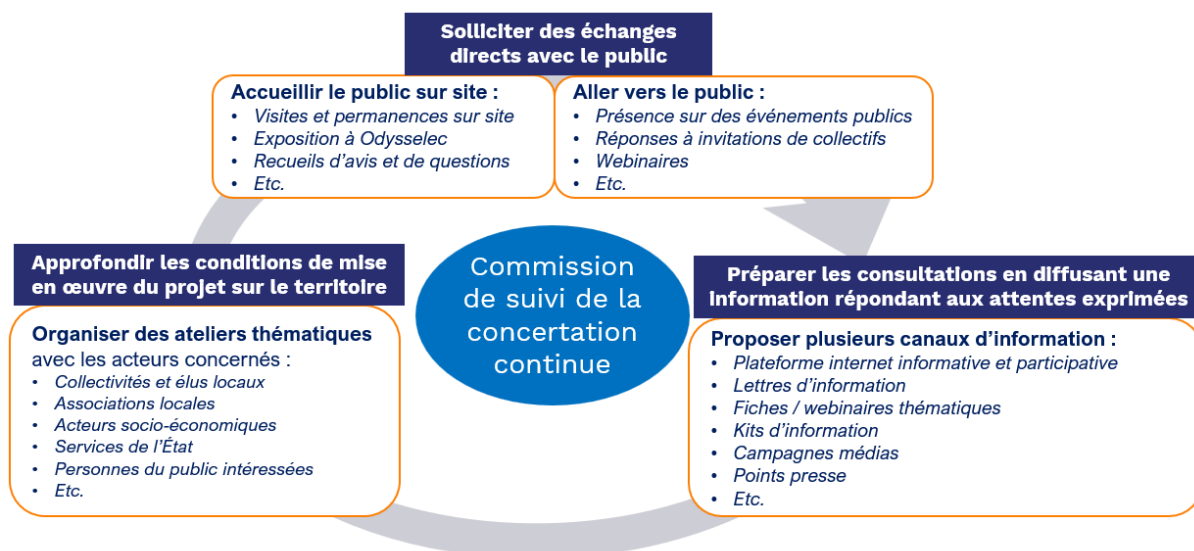 Solliciter des échanges
directs avec le public
Accueillir le public sur site :
• Visites et permanences sur site
• Exposition à Odysselec
• Recueils d’avis et de questions
• Etc.
Aller vers le public :
• Présence sur des événements publics
• Réponses à invitations de collectifs
• Webinaires
• Etc.
Approfondir les conditions de mise
en œuvre du projet sur le territoire
Organiser des ateliers thématiques
avec les acteurs concernés :
• Collectivités et élus locaux
• Associations locales
• Acteurs socio-économiques
• Services de l’État
• Personnes du public intéressées
• Etc.
Commission
de suivi de la
concertation
continue
Préparer les consultations en diffusant une
information répondant aux attentes exprimées
Proposer plusieurs canaux d’information :
• Plateforme internet informative et participative
• Lettres d’information
• Fiches / webinaires thématiques
• Kits d’information
• Campagnes médias
• Points presse
• Etc.